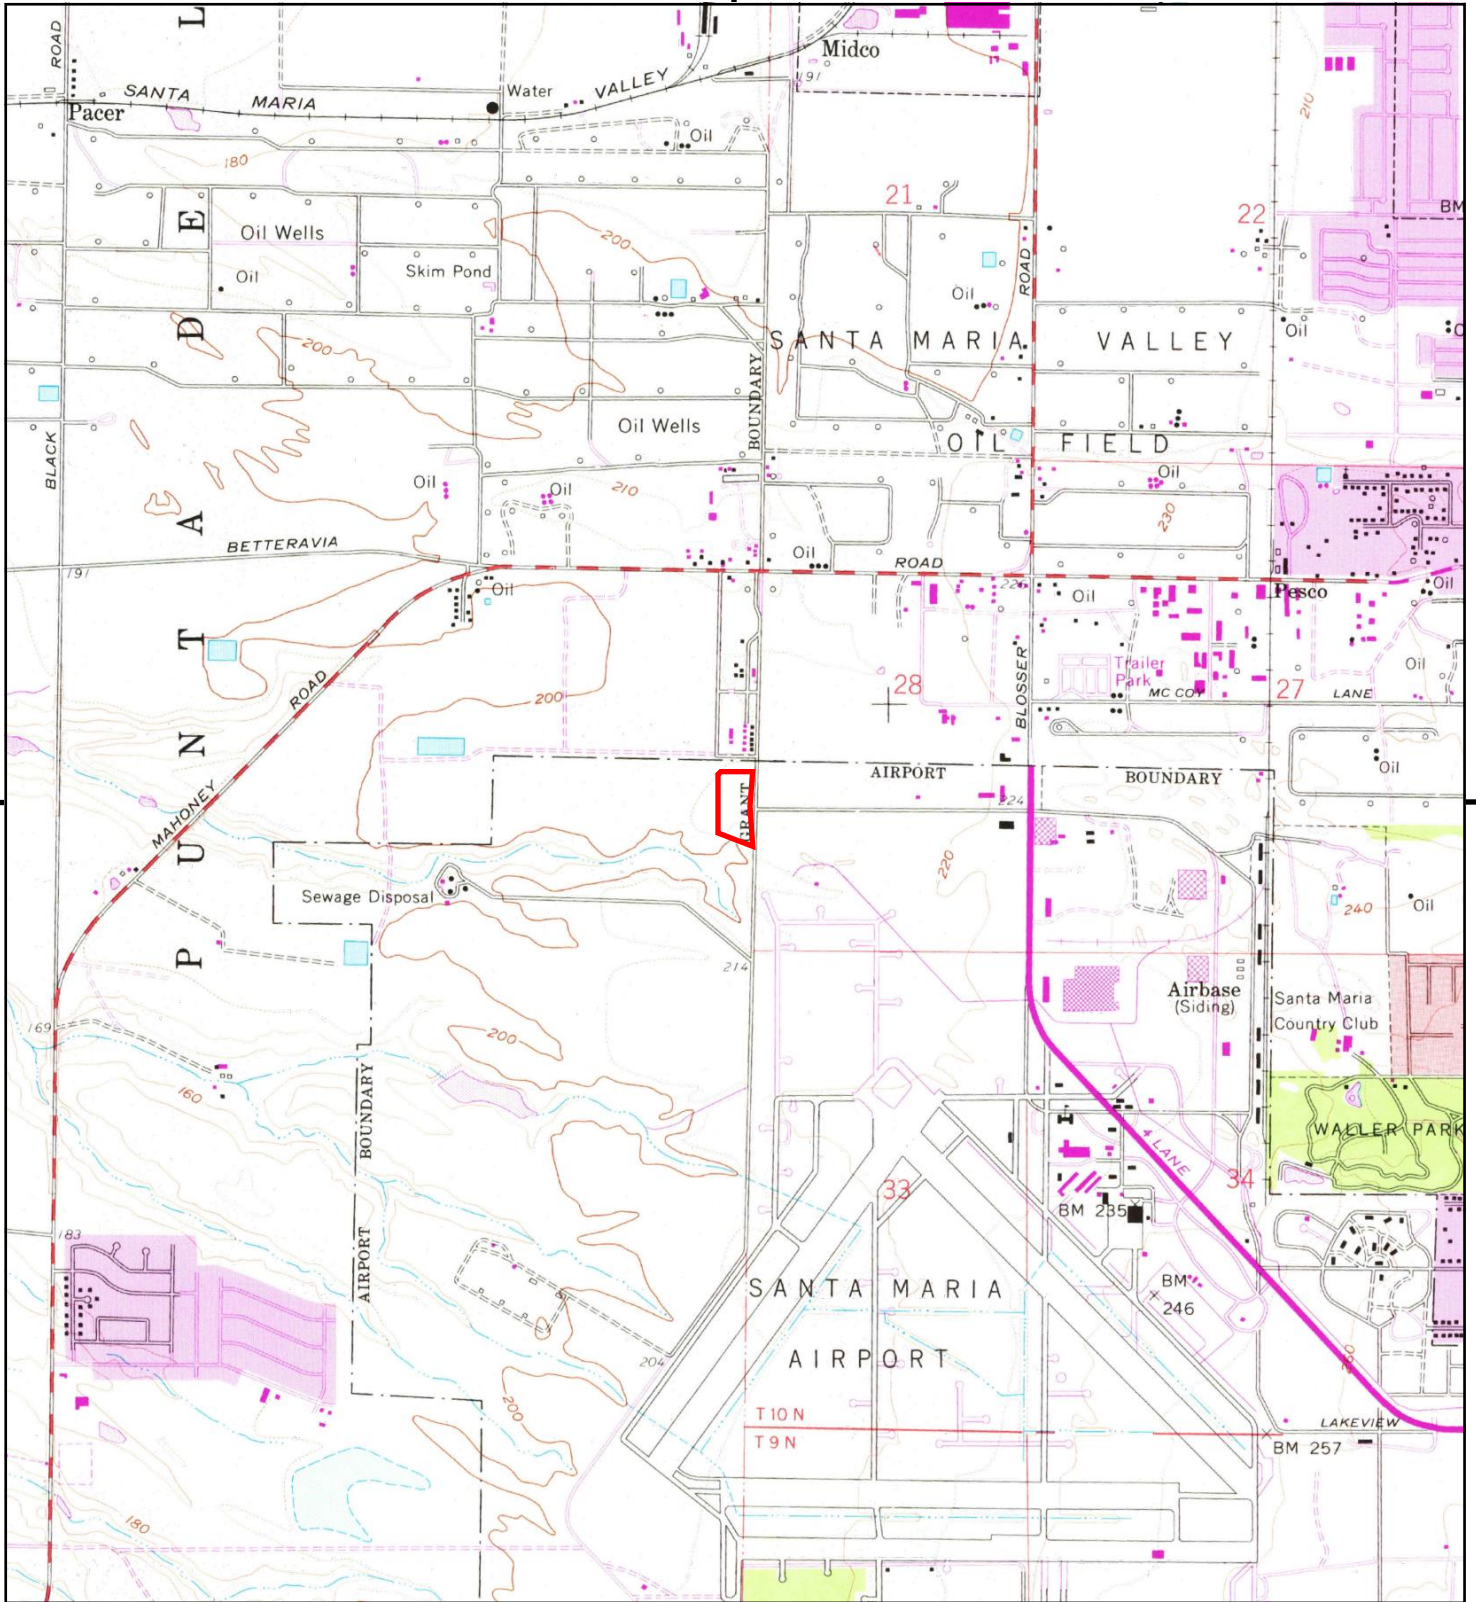 ROAD
L
Midco
191
SANTA MARIA VALLEY
Water
Pacer
210
Oil
180
21
22
BM
E
Oil Wells
200
Oil
Skim Pond
ROAD
Oil
D
Oil
SANTA MARIA VALLEY
200
BOUNDARY
Oil Wells
OIL FIELD
BLACK
Oil
Oil
Oil
210
230
A
BETTERAVIA
Oil
ROAD
191
226
Oil
Oil
Pesco
Oil
T
BLOSSER
Trailer
Park
Oil
ROAD
200
28
MC COY
27
LANE
N
Oil
AIRPORT
BOUNDARY
MAHONEY
GRANT
224
U
220
Sewage Disposal
240
Oil
P
214
Airbase
(Siding)
Santa Maria
Country Club
169
200
160
BOUNDARY
4 LANE
WALLER PARK
33
34
BM 235
183
AIRPORT
SANTA MARIA
BM
246
204
AIRPORT
260
200
T10N
T9N
LAKEVIEW
BM 257
180